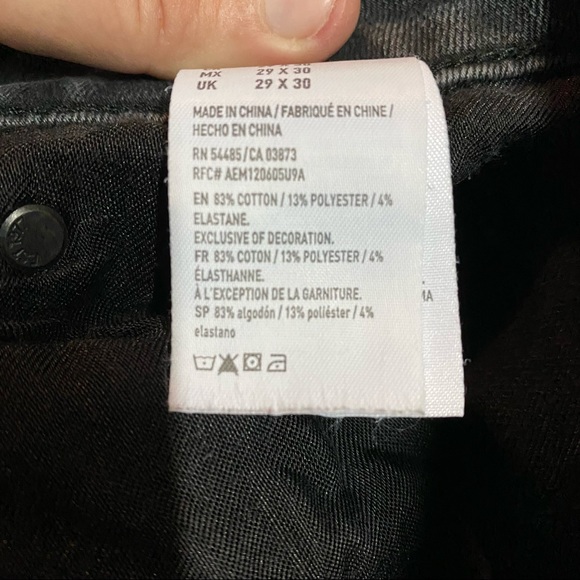 MX 29 X 30
UK 29 X 30
MADE IN CHINA / FABRIQUÉ EN CHINE /
HECHO EN CHINA
RN 54485/CA 03873
RFC# AEM120605U9A
EN 83% COTTON / 13% POLYESTER / 4%
ELASTANE.
EXCLUSIVE OF DECORATION.
FR 83% COTON / 13% POLYESTER / 4%
ÉLASTHANNE.
À L'EXCEPTION DE LA GARNITURE.
SP 83% algodón / 13% poliéster / 4%
elastano
MA